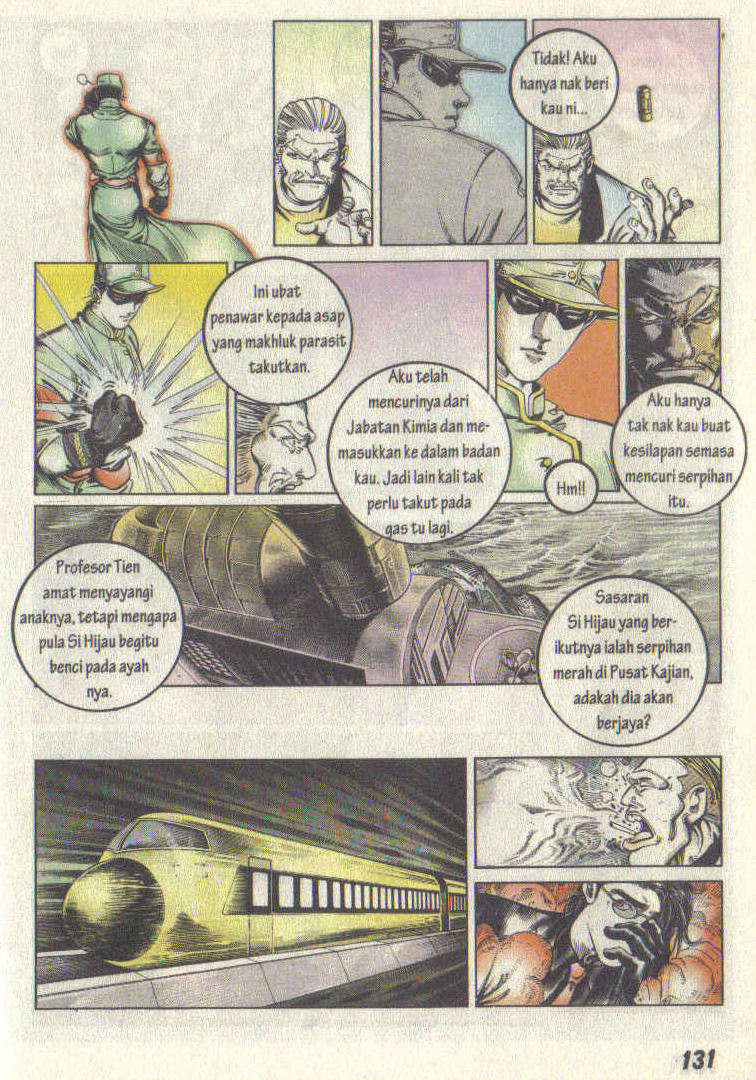 Tidak! Aku
hanya nak beri
kau ni...
Ini ubat
penawar kepada asap
yang makhluk parasit
takutkan.
Aku telah
mencurinya dari
Jabatan Kimia dan me-
masukkan ke dalam badan
kau. Jadi lain kali tak
perlu takut pada
gas tu lagi.
Hm!!
Aku hanya
tak nak kau buat
kesilapan semasa
mencuri serpihan
itu.
Profesor Tien
amat menyayangi
anaknya, tetapi mengapa
pula Si Hijau begitu
benci pada ayah
nya.
Sasaran
Si Hijau yang ber-
ikutnya ialah serpihan
merah di Pusat Kajian,
adakah dia akan
berjaya?
131